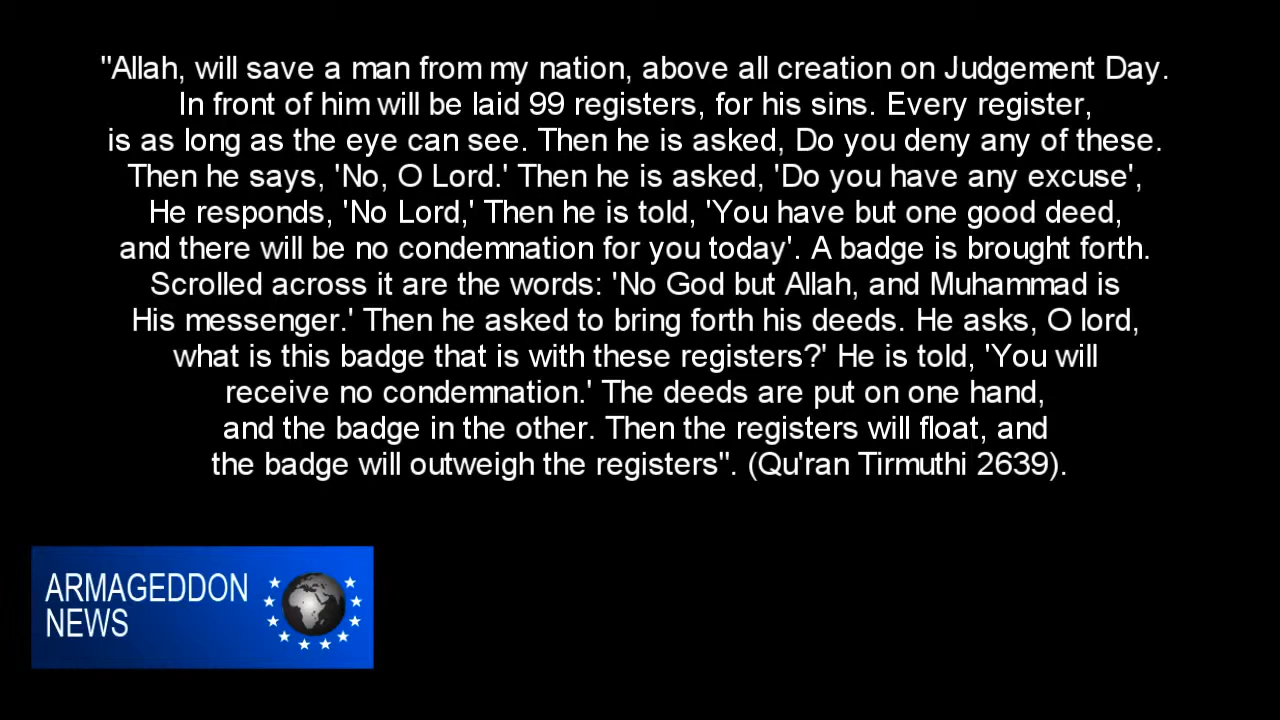 "Allah, will save a man from my nation, above all creation on Judgement Day.
In front of him will be laid 99 registers, for his sins. Every register,
is as long as the eye can see. Then he is asked, Do you deny any of these.
Then he says, 'No, O Lord.' Then he is asked, 'Do you have any excuse',
He responds, 'No Lord,' Then he is told, 'You have but one good deed,
and there will be no condemnation for you today'. A badge is brought forth.
Scrolled across it are the words: 'No God but Allah, and Muhammad is
His messenger.' Then he asked to bring forth his deeds. He asks, O lord,
what is this badge that is with these registers?' He is told, 'You will
receive no condemnation.' The deeds are put on one hand,
and the badge in the other. Then the registers will float, and
the badge will outweigh the registers". (Qu'ran Tirmuthi 2639).
ARMAGEDDON
NEWS